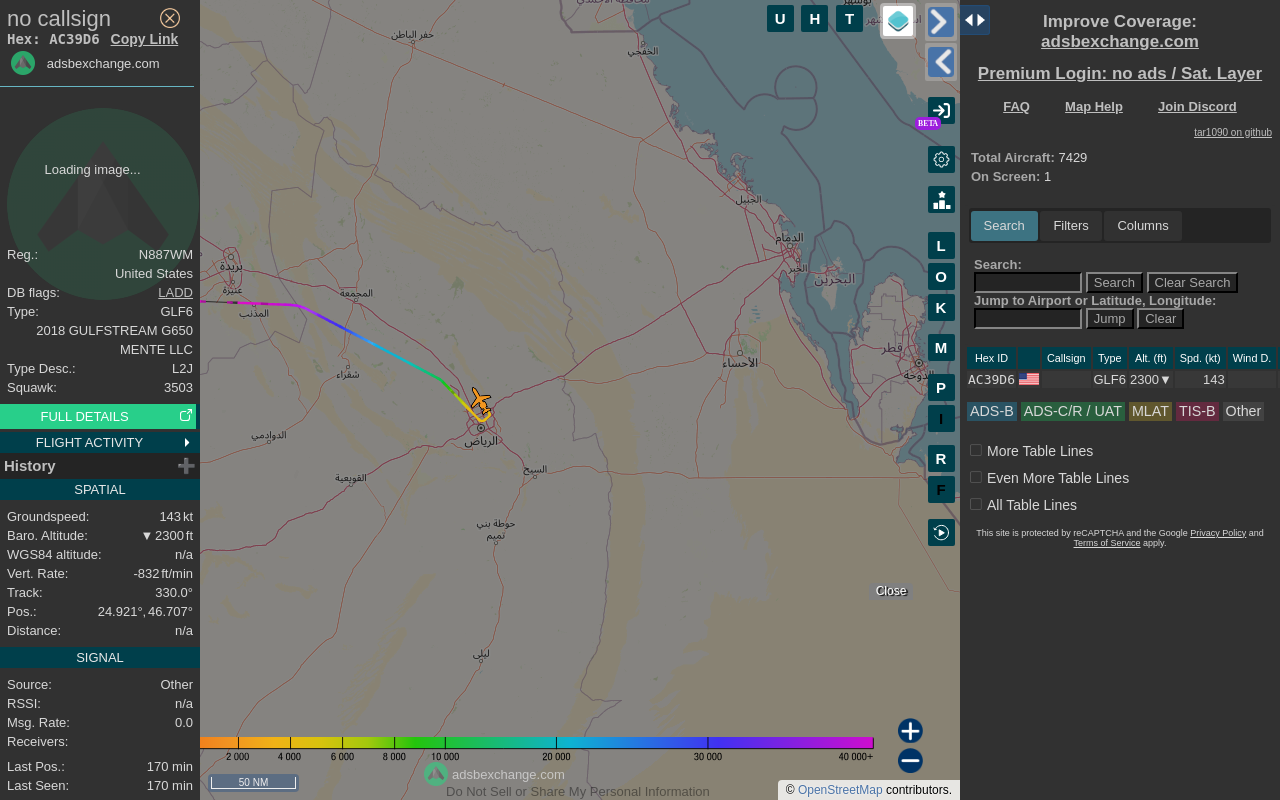 no callsign
Hex: AC39D6 Copy Link
adsbexchange.com
Loading image...
Reg.: N887WM
United States
DB flags: LADD
Type: GLF6
2018 GULFSTREAM G650
MENTE LLC
Type Desc.: L2J
Squawk: 3503
FULL DETAILS
FLIGHT ACTIVITY
History
SPATIAL
Groundspeed: 143 kt
Baro. Altitude: ▼ 2300 ft
WGS84 altitude: n/a
Vert. Rate: -832 ft/min
Track: 330.0°
Pos.: 24.921°, 46.707°
Distance: n/a
SIGNAL
Source: Other
RSSI: n/a
Msg. Rate: 0.0
Receivers:
Last Pos.: 170 min
Last Seen: 170 min
U H T
BETA
L
O
K
M
P
I
R
F
حفر الباطن
الخفجي
الجبيل
الدمام
الخبر
البحرين
قطر
الدوحة
الأحساء
بريدة
عنيزة
المذنب
المجمعة
شقراء
الدوادمي
القويعية
الرياض
السيح
حوطة بني
تميم
ليلى
Close
2 000 4 000 6 000 8 000 10 000 20 000 30 000 40 000+
50 NM
adsbexchange.com
Do Not Sell or Share My Personal Information
© OpenStreetMap contributors.
Improve Coverage:
adsbexchange.com
Premium Login: no ads / Sat. Layer
FAQ Map Help Join Discord
tar1090 on github
Total Aircraft: 7429
On Screen: 1
Search Filters Columns
Search:
Search Clear Search
Jump to Airport or Latitude, Longitude:
Jump Clear
Hex ID Callsign Type Alt. (ft) Spd. (kt) Wind D.
AC39D6 GLF6 2300▼ 143
ADS-B ADS-C/R / UAT MLAT TIS-B Other
More Table Lines
Even More Table Lines
All Table Lines
This site is protected by reCAPTCHA and the Google Privacy Policy and
Terms of Service apply.